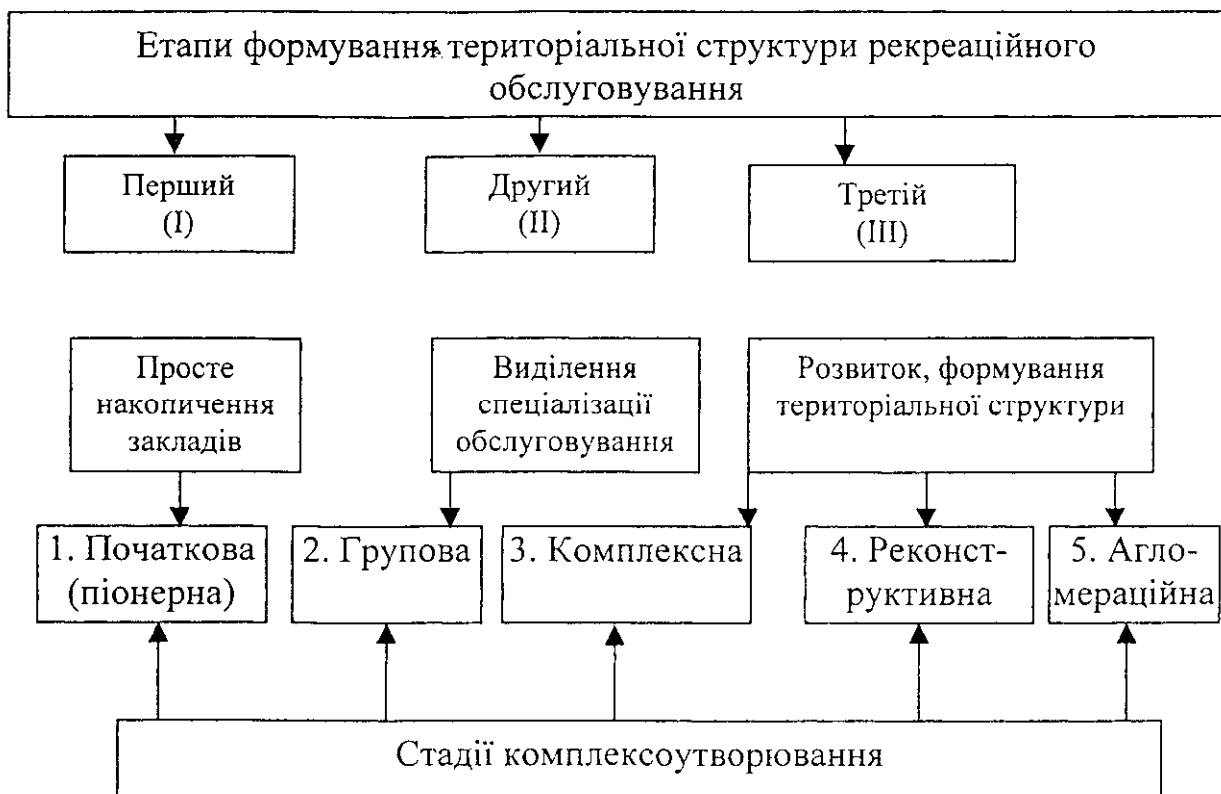 Етапи формування територіальної структури рекреаційного
обслуговування
Перший
(I)
Другий
(II)
Третій
(III)
Просте
накопичення
закладів
Виділення
спеціалізації
обслуговування
Розвиток, формування
територіальної структури
1. Початкова
(піонерна)
2. Групова
3. Комплексна
4. Реконст-
руктивна
5. Агло-
мераційна
Стадії комплексоутворювання